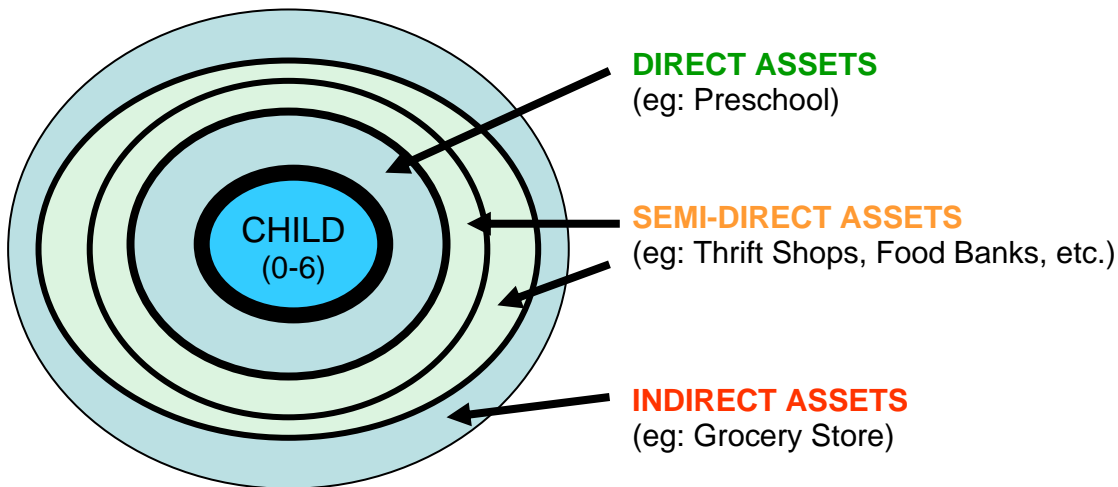 DIRECT ASSETS
(eg: Preschool)
CHILD
(0-6)
SEMI-DIRECT ASSETS
(eg: Thrift Shops, Food Banks, etc.)
INDIRECT ASSETS
(eg: Grocery Store)